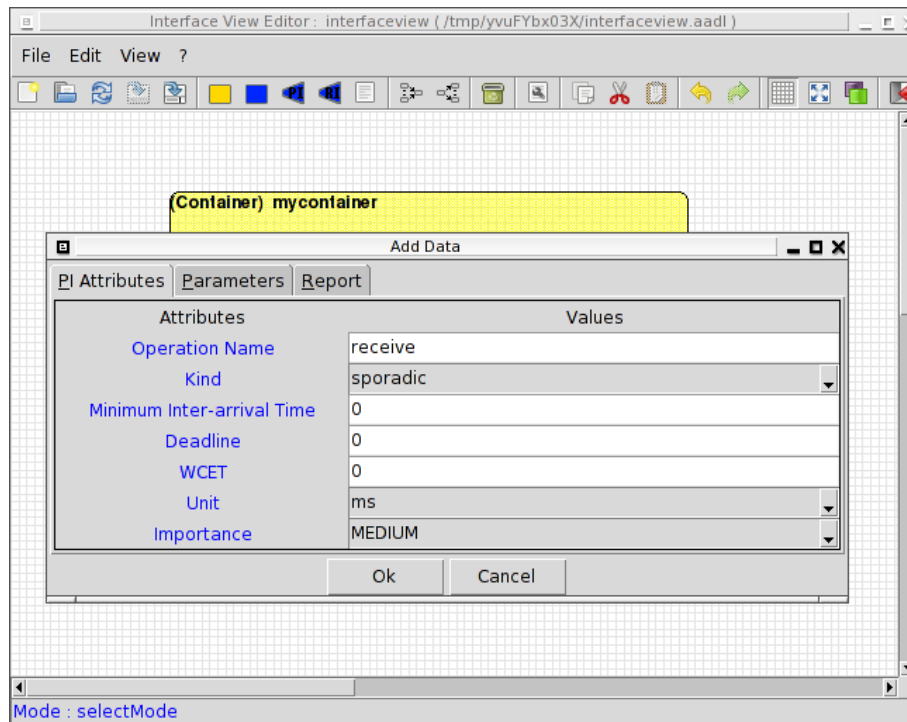 Interface View Editor : interfaceview ( /tmp/yvuFYbx03X/interfaceview.aadl )
File Edit View ?
PI RI
(Container) mycontainer
Add Data
PI Attributes Parameters Report
Attributes Values
Operation Name receive
Kind sporadic
Minimum Inter-arrival Time 0
Deadline 0
WCET 0
Unit ms
Importance MEDIUM
Ok Cancel
Mode : selectMode